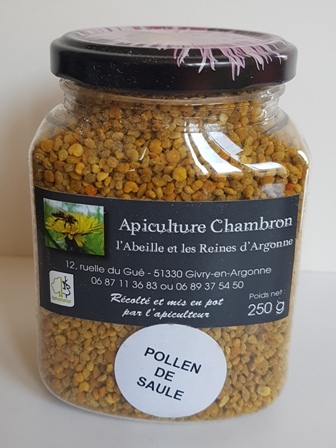 Apiculture Chambron
l'Abeille et les Reines d'Argonne
12, ruelle du Gué - 51330 Givry-en-Argonne
06 87 11 36 83 ou 06 89 37 54 50
Récolté et mis en pot
par l'apiculteur
Poids net :
250 g
POLLEN
DE
SAULE